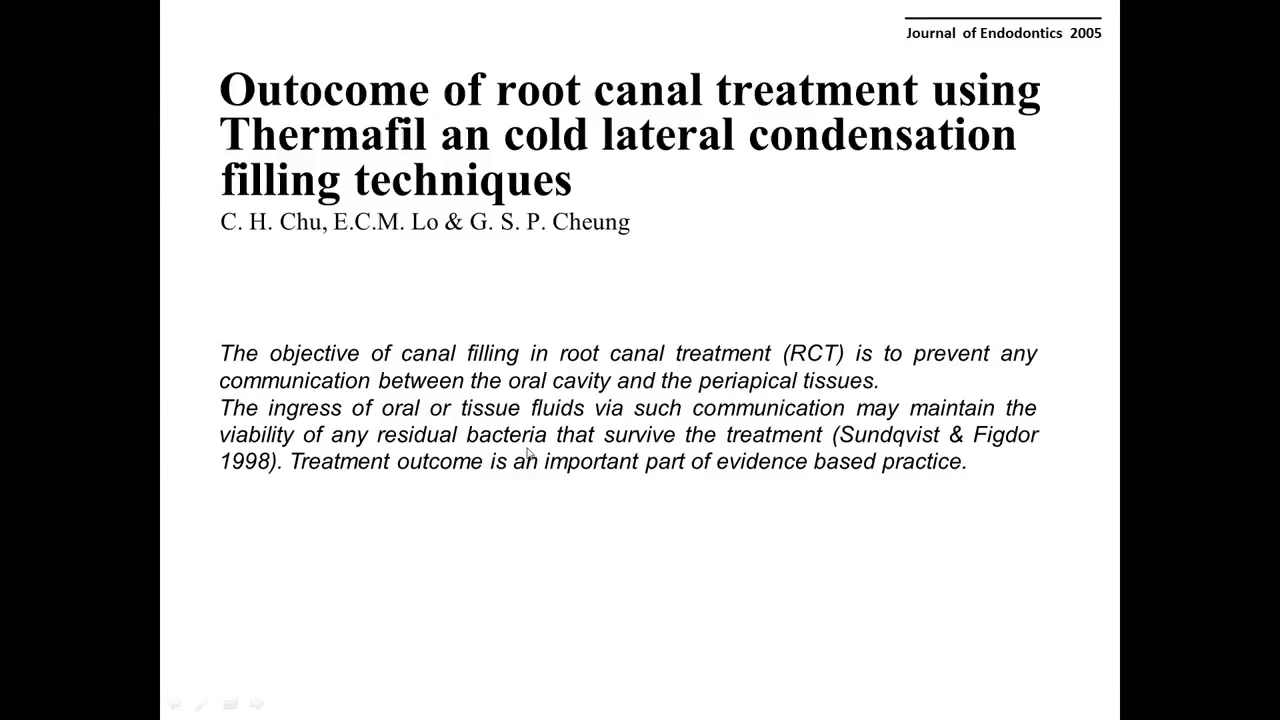 Journal of Endodontics 2005
Outocome of root canal treatment using
Thermafil an cold lateral condensation
filling techniques
C. H. Chu, E.C.M. Lo & G. S. P. Cheung
The objective of canal filling in root canal treatment (RCT) is to prevent any
communication between the oral cavity and the periapical tissues.
The ingress of oral or tissue fluids via such communication may maintain the
viability of any residual bacteria that survive the treatment (Sundqvist & Figdor
1998). Treatment outcome is an important part of evidence based practice.